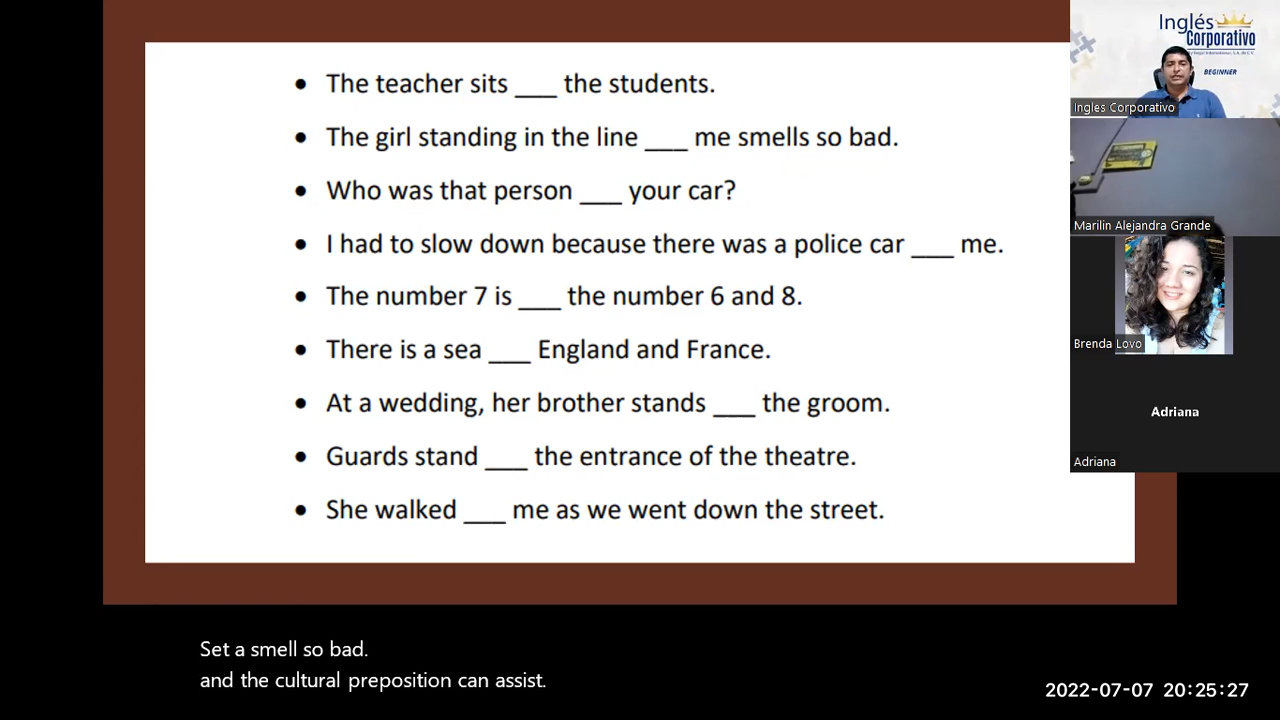 • The teacher sits ___ the students.
• The girl standing in the line ___ me smells so bad.
• Who was that person ___ your car?
• I had to slow down because there was a police car ___ me.
• The number 7 is ___ the number 6 and 8.
• There is a sea ___ England and France.
• At a wedding, her brother stands ___ the groom.
• Guards stand ___ the entrance of the theatre.
• She walked ___ me as we went down the street.
Inglés
Corporativo
BEGINNER
Ingles Corporativo
Marilin Alejandra Grande
Brenda Lovo
Adriana
Adriana
Set a smell so bad.
and the cultural preposition can assist.
2022-07-07 20:25:27